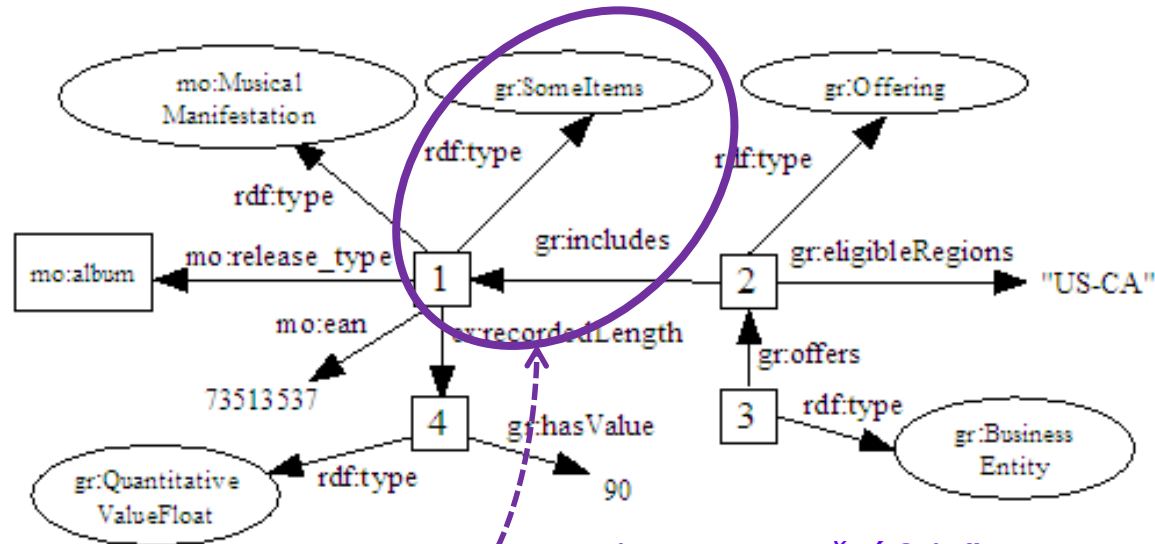 mo:Musical
Manifestation
gr:SomeItems
gr:Offering
rdf:type
rdf:type
rdf:type
gr:includes
gr:eligibleRegions
mo:release_type
mo:album
1
2
"US-CA"
mo:ean
ex:recordedLength
gr:offers
73513537
4
gr:hasValue
3
rdf:type
gr:Business
Entity
rdf:type
90
gr:Quantitative
ValueFloat